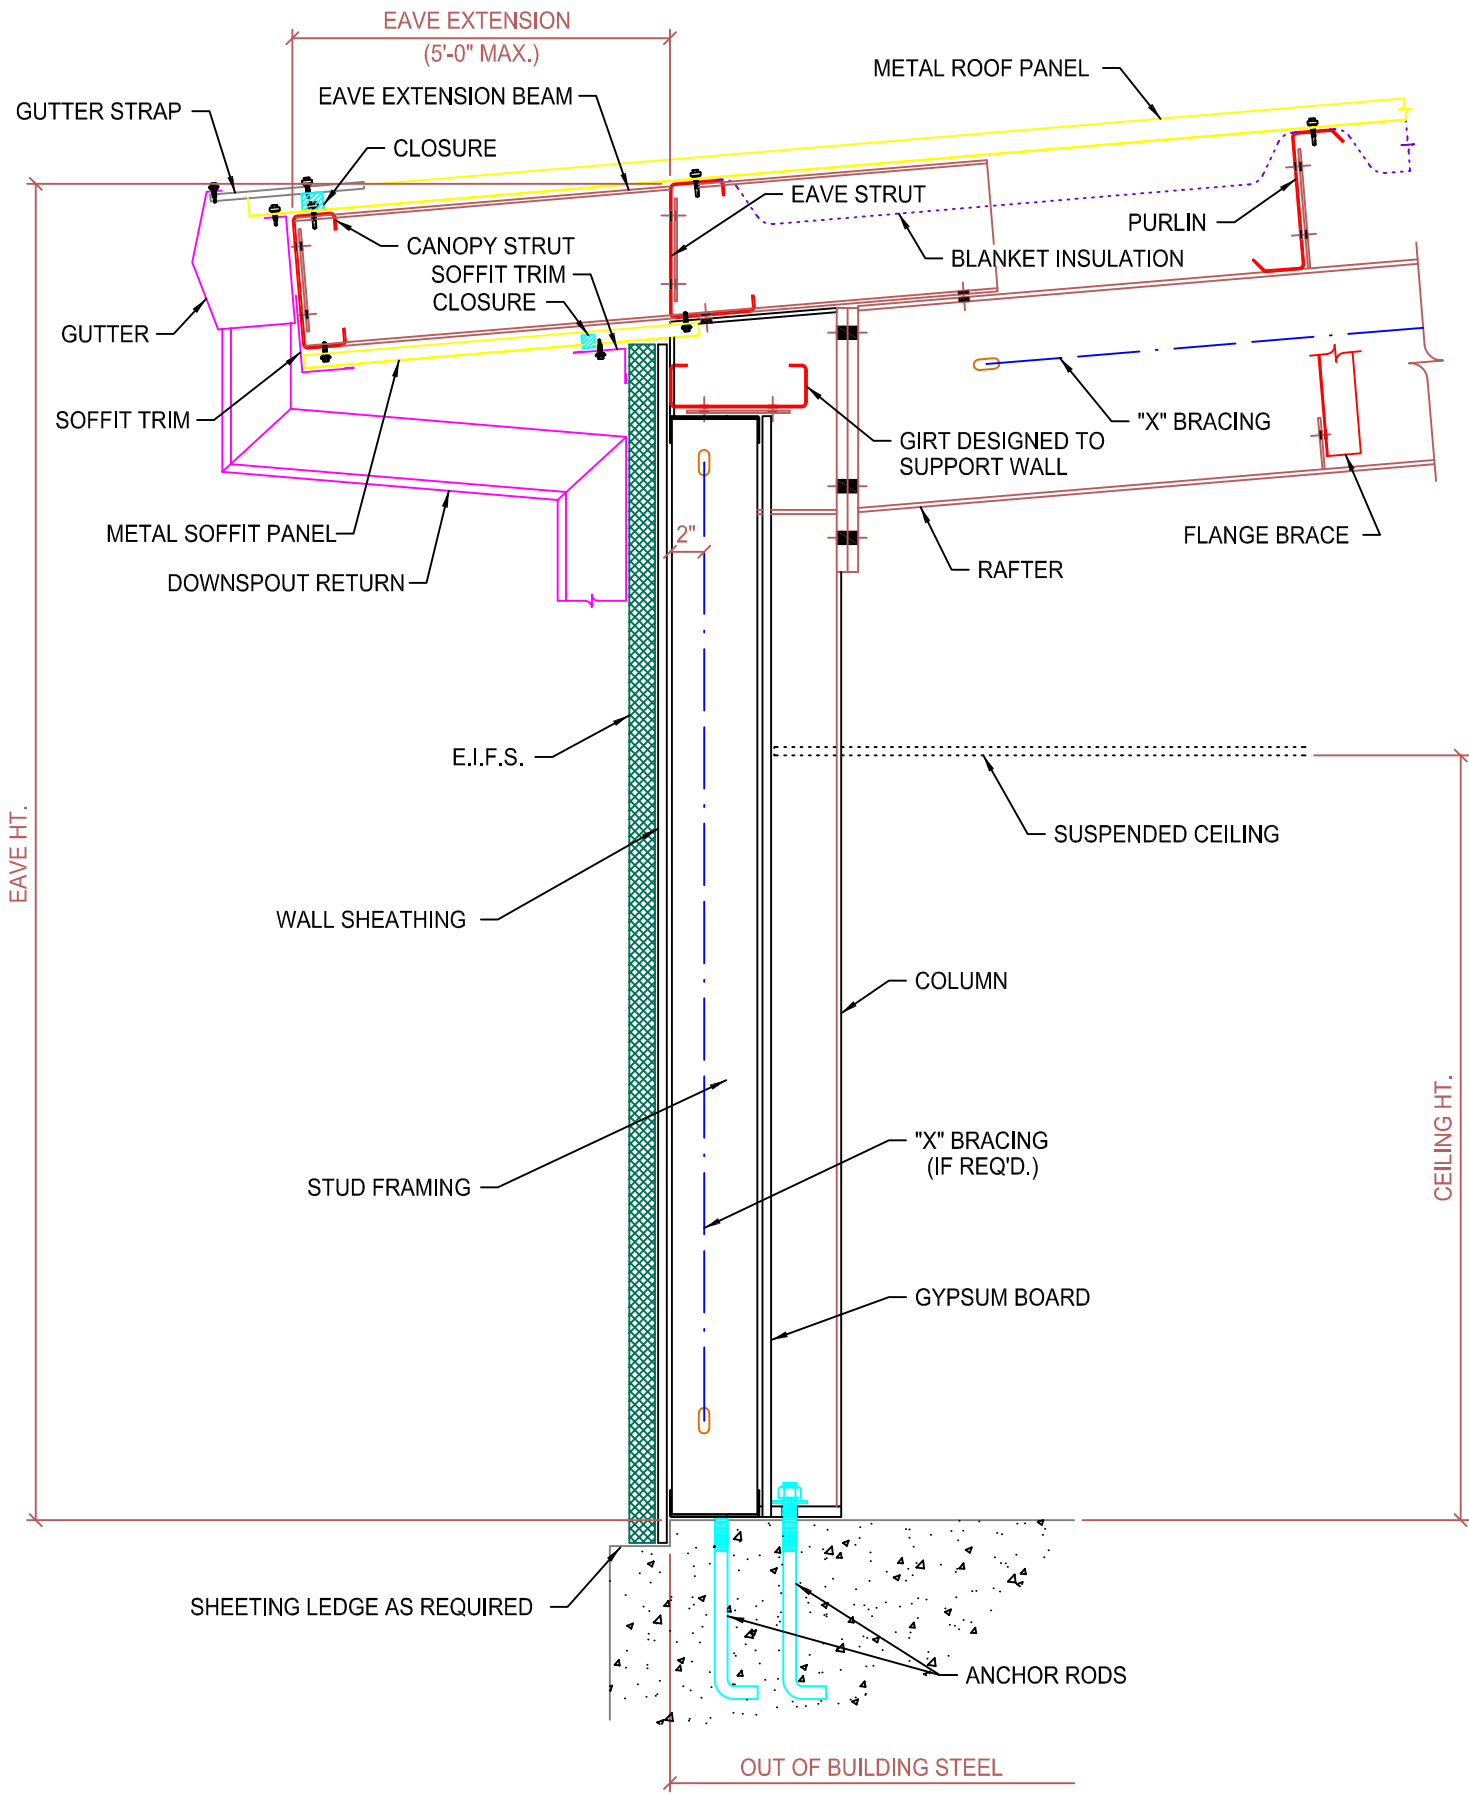 EAVE EXTENSION
(5'-0" MAX.)
METAL ROOF PANEL
GUTTER STRAP
EAVE EXTENSION BEAM
CLOSURE
EAVE STRUT
PURLIN
CANOPY STRUT
BLANKET INSULATION
SOFFIT TRIM
CLOSURE
GUTTER
SOFFIT TRIM
"X" BRACING
GIRT DESIGNED TO
SUPPORT WALL
METAL SOFFIT PANEL
2"
FLANGE BRACE
DOWNSPOUT RETURN
RAFTER
E.I.F.S.
EAVE HT.
SUSPENDED CEILING
WALL SHEATHING
COLUMN
"X" BRACING
(IF REQ'D.)
CEILING HT.
STUD FRAMING
GYPSUM BOARD
SHEETING LEDGE AS REQUIRED
ANCHOR RODS
OUT OF BUILDING STEEL